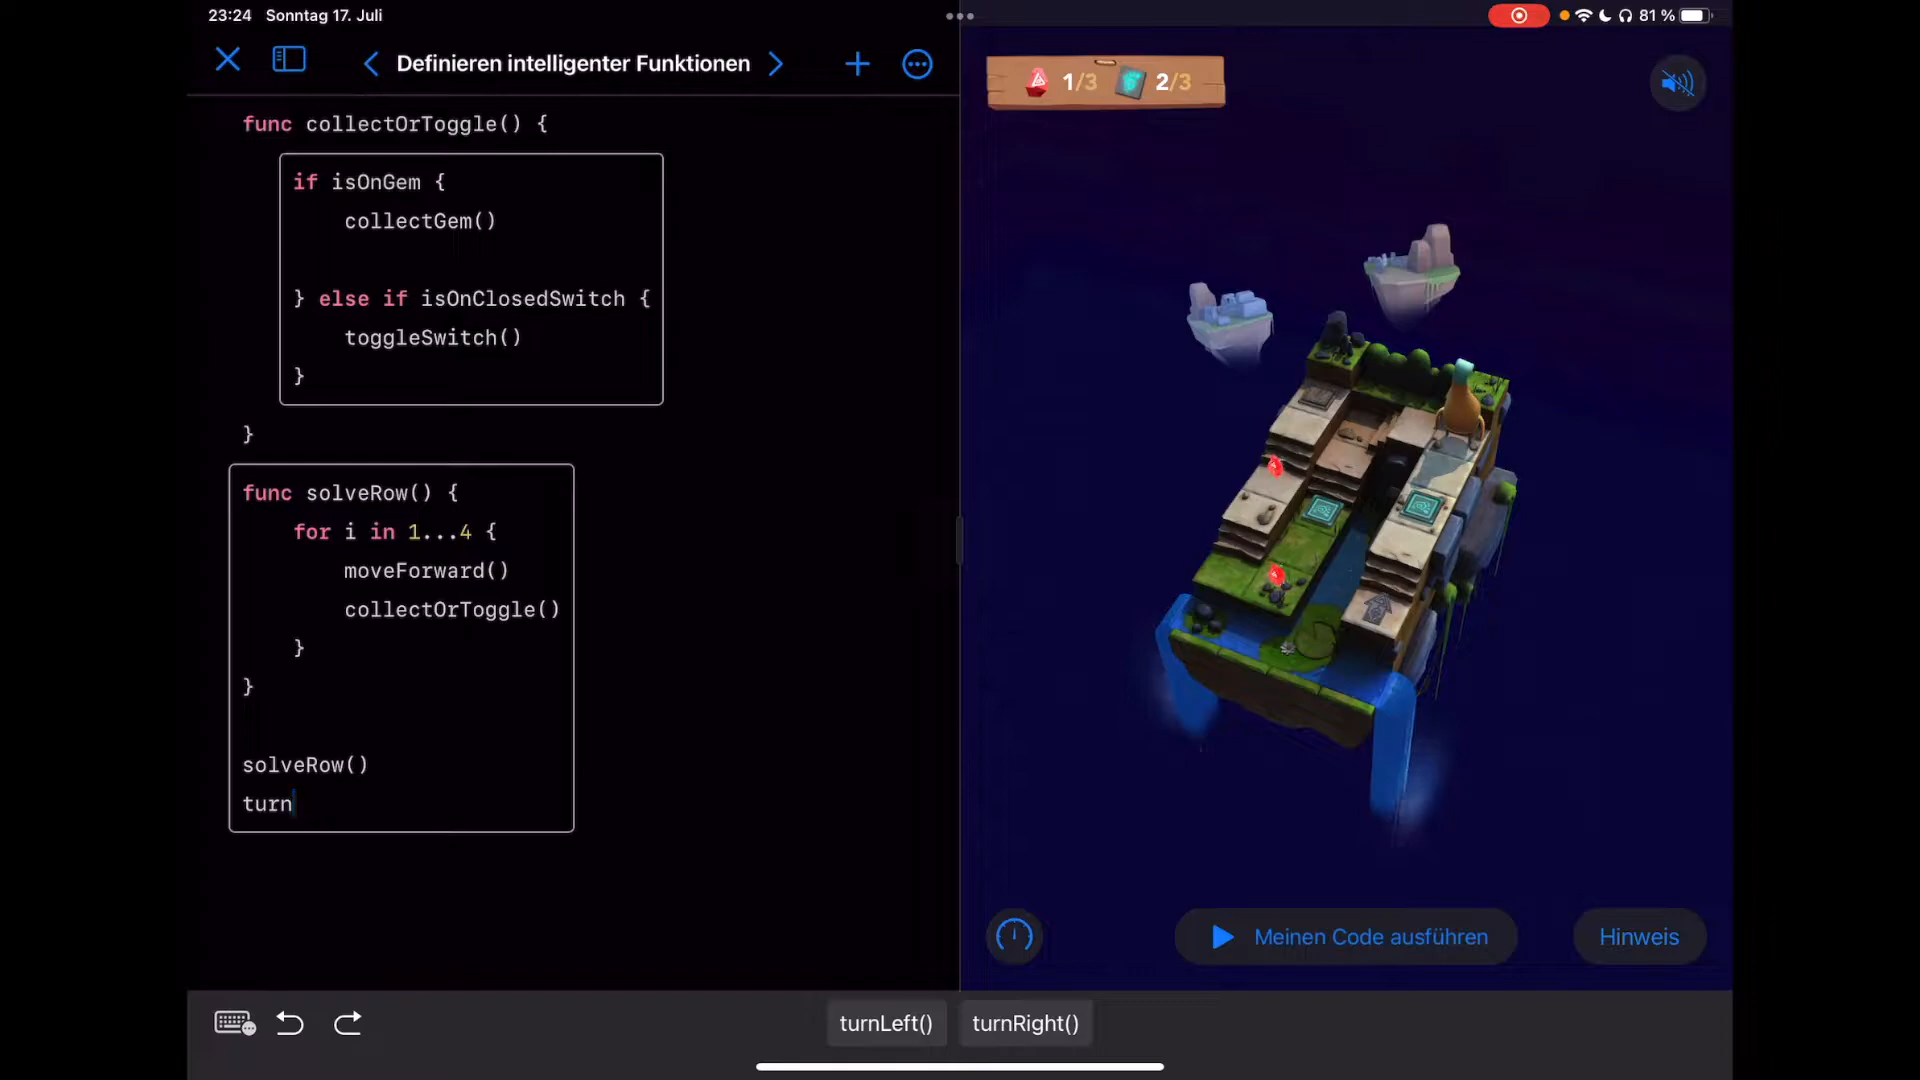 23:24 Sonntag 17. Juli
81 %
Definieren intelligenter Funktionen
func collectOrToggle() {
if isOnGem {
collectGem()
} else if isOnClosedSwitch {
toggleSwitch()
}
}
func solveRow() {
for i in 1...4 {
moveForward()
collectOrToggle()
}
}
solveRow()
turn
1/3 2/3
Meinen Code ausführen
Hinweis
turnLeft() turnRight()